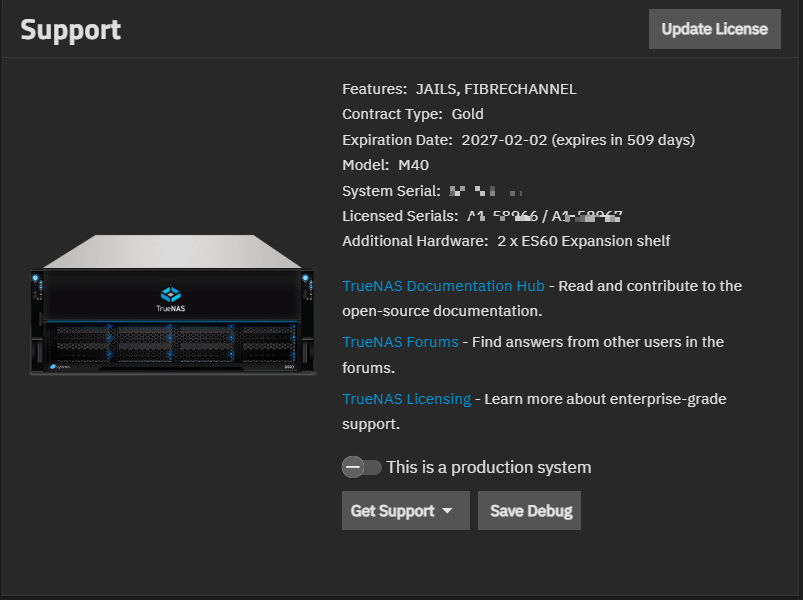 Support
Update License
Features: JAILS, FIBRECHANNEL
Contract Type: Gold
Expiration Date: 2027-02-02 (expires in 509 days)
Model: M40
System Serial:
Licensed Serials:
Additional Hardware: 2 x ES60 Expansion shelf
TrueNAS Documentation Hub - Read and contribute to the
open-source documentation.
TrueNAS Forums - Find answers from other users in the
forums.
TrueNAS Licensing - Learn more about enterprise-grade
support.
This is a production system
Get Support
Save Debug
TrueNAS
M40